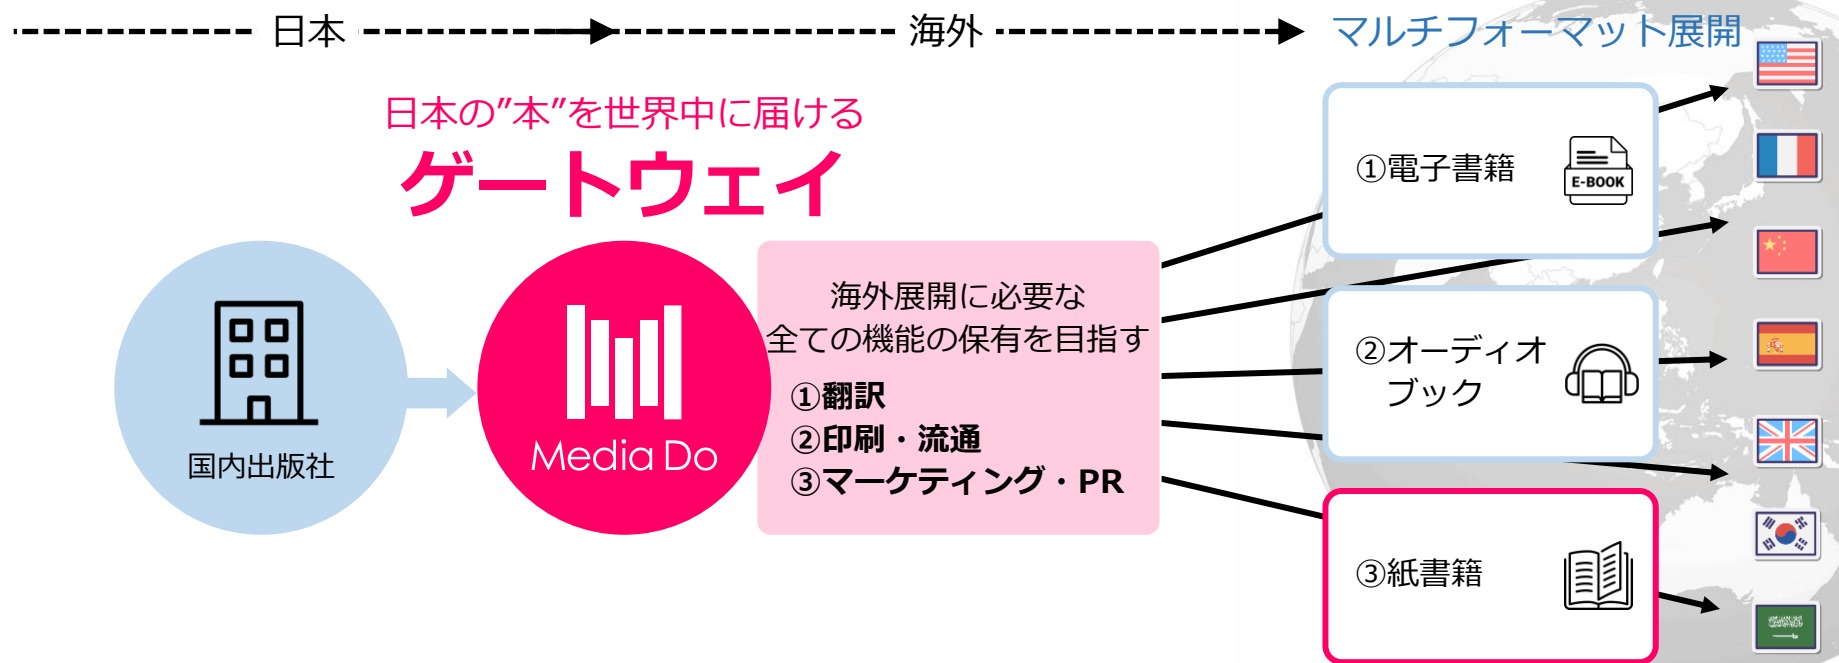 日本
海外
マルチフォーマット展開
日本の”本”を世界中に届ける
ゲートウェイ
国内出版社
Media Do
海外展開に必要な
全ての機能の保有を目指す
①翻訳
②印刷・流通
③マーケティング・PR
①電子書籍
E-BOOK
②オーディオ
ブック
③紙書籍